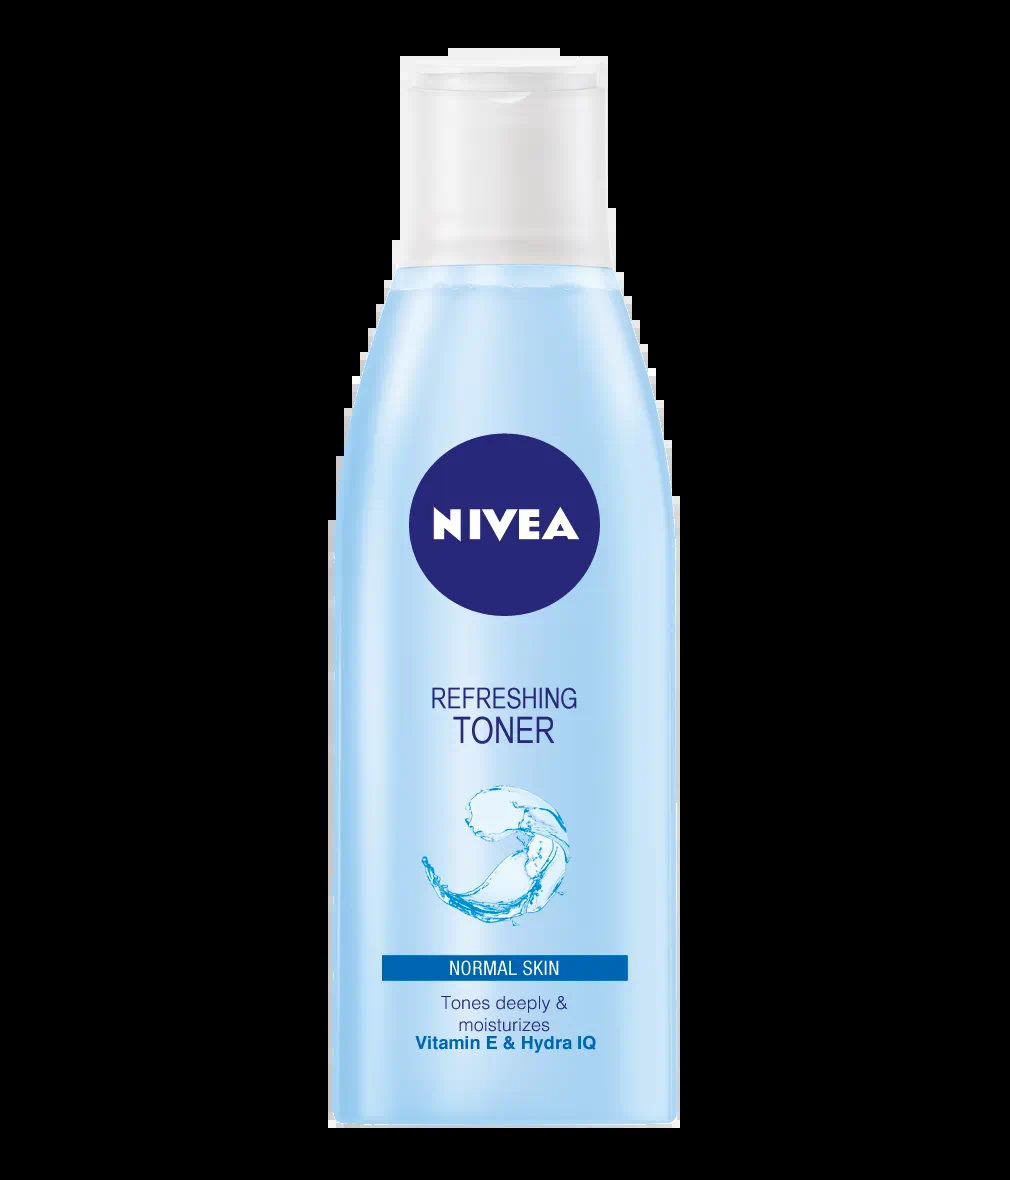 NIVEA
REFRESHING
TONER
NORMAL SKIN
Tones deeply &
moisturizes
Vitamin E & Hydra IQ